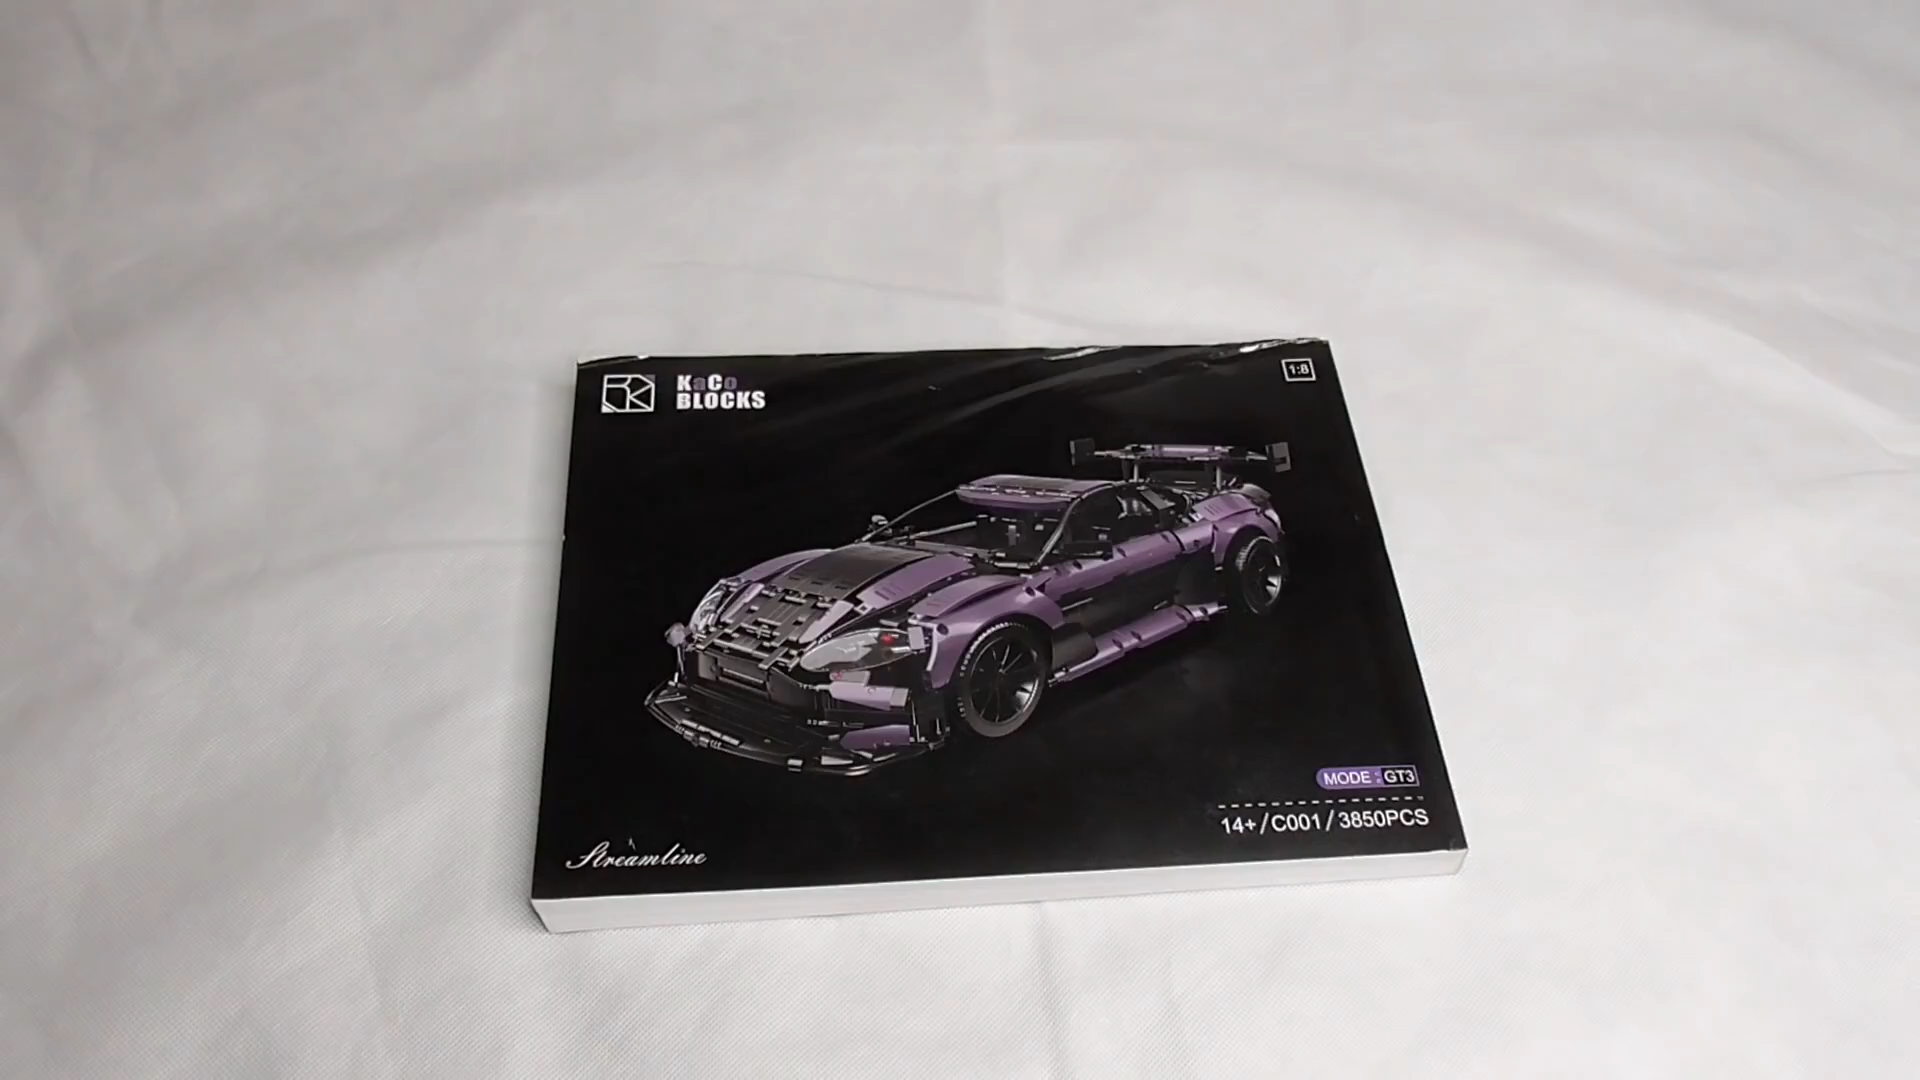 KaCo
BLOCKS
1:8
MODE : GT3
14+/C001/3850PCS
Streamline